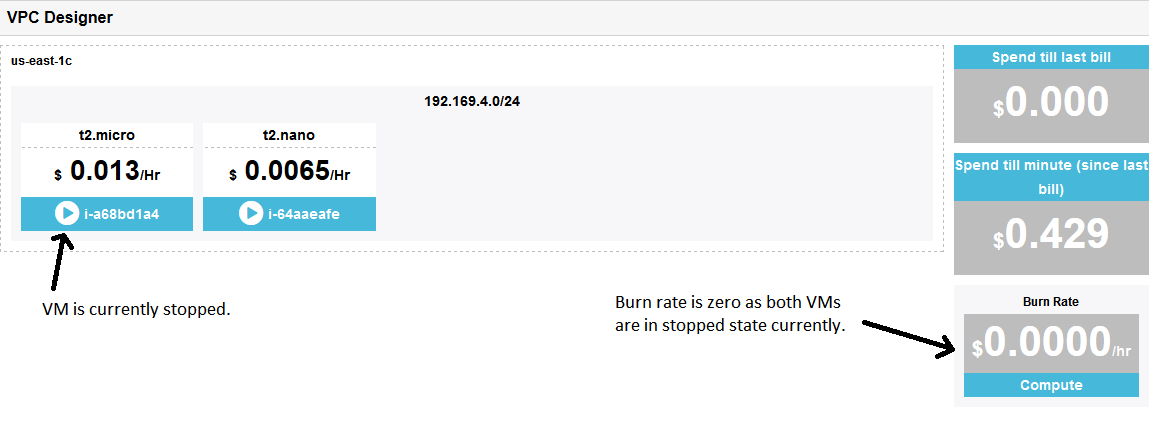 VPC Designer
us-east-1c
192.169.4.0/24
t2.micro
$ 0.013/Hr
i-a68bd1a4
t2.nano
$ 0.0065/Hr
i-64aaeafe
VM is currently stopped.
Burn rate is zero as both VMs
are in stopped state currently.
Spend till last bill
$0.000
Spend till minute (since last
bill)
$0.429
Burn Rate
$0.0000/hr
Compute